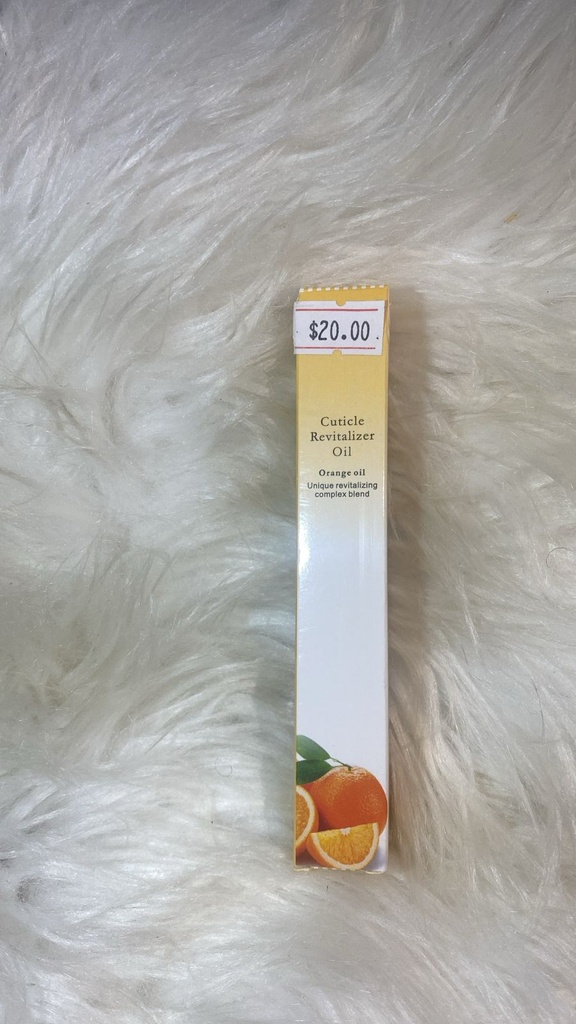 $20.00
Cuticle
Revitalizer
Oil
Orange oil
Unique revitalizing
complex blend